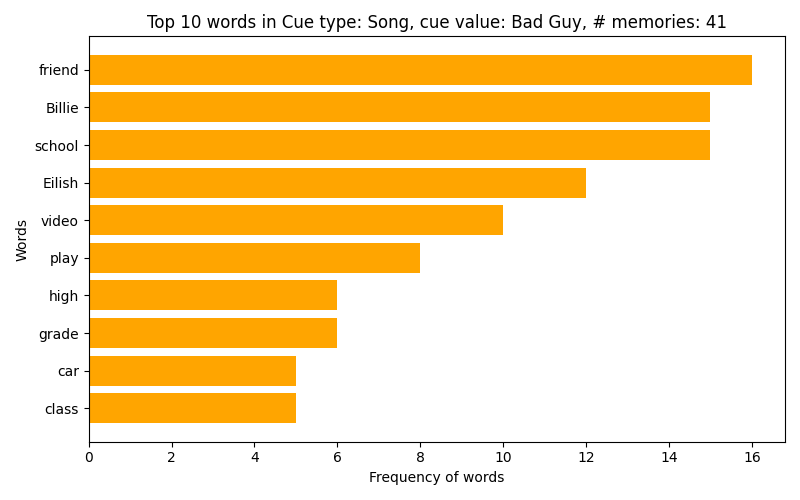 Top 10 words in Cue type: Song, cue value: Bad Guy, # memories: 41
Words
friend
Billie
school
Eilish
video
play
high
grade
car
class
0 2 4 6 8 10 12 14 16
Frequency of words